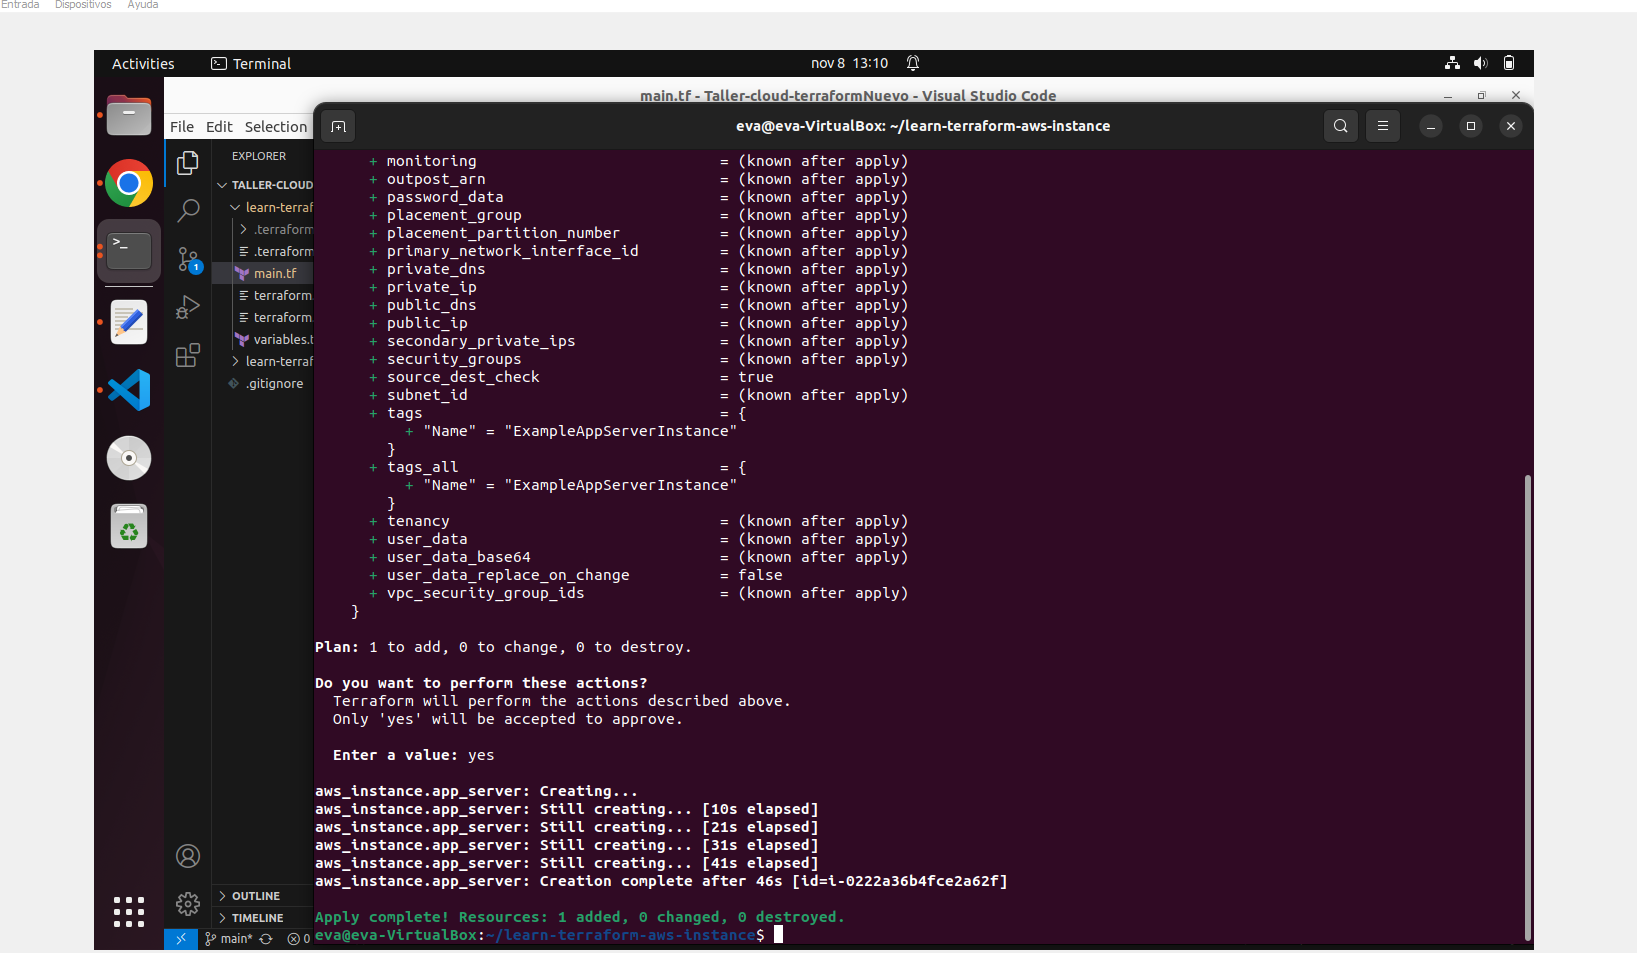 Entrada Dispositivos Ayuda
Activities Terminal nov 8 13:10
main.tf - Taller-cloud-terraformNuevo - Visual Studio Code
File Edit Selection
eva@eva-VirtualBox: ~/learn-terraform-aws-instance
EXPLORER
TALLER-CLOUD
learn-terraf
.terraform
.terraform
main.tf
terraform.
terraform.
variables.t
learn-terraf
.gitignore
1
OUTLINE
TIMELINE
main* 0
+ monitoring = (known after apply)
+ outpost_arn = (known after apply)
+ password_data = (known after apply)
+ placement_group = (known after apply)
+ placement_partition_number = (known after apply)
+ primary_network_interface_id = (known after apply)
+ private_dns = (known after apply)
+ private_ip = (known after apply)
+ public_dns = (known after apply)
+ public_ip = (known after apply)
+ secondary_private_ips = (known after apply)
+ security_groups = (known after apply)
+ source_dest_check = true
+ subnet_id = (known after apply)
+ tags = {
+ "Name" = "ExampleAppServerInstance"
}
+ tags_all = {
+ "Name" = "ExampleAppServerInstance"
}
+ tenancy = (known after apply)
+ user_data = (known after apply)
+ user_data_base64 = (known after apply)
+ user_data_replace_on_change = false
+ vpc_security_group_ids = (known after apply)
}
Plan: 1 to add, 0 to change, 0 to destroy.
Do you want to perform these actions?
Terraform will perform the actions described above.
Only 'yes' will be accepted to approve.
Enter a value: yes
aws_instance.app_server: Creating...
aws_instance.app_server: Still creating... [10s elapsed]
aws_instance.app_server: Still creating... [21s elapsed]
aws_instance.app_server: Still creating... [31s elapsed]
aws_instance.app_server: Still creating... [41s elapsed]
aws_instance.app_server: Creation complete after 46s [id=i-0222a36b4fce2a62f]
Apply complete! Resources: 1 added, 0 changed, 0 destroyed.
eva@eva-VirtualBox:~/learn-terraform-aws-instance$